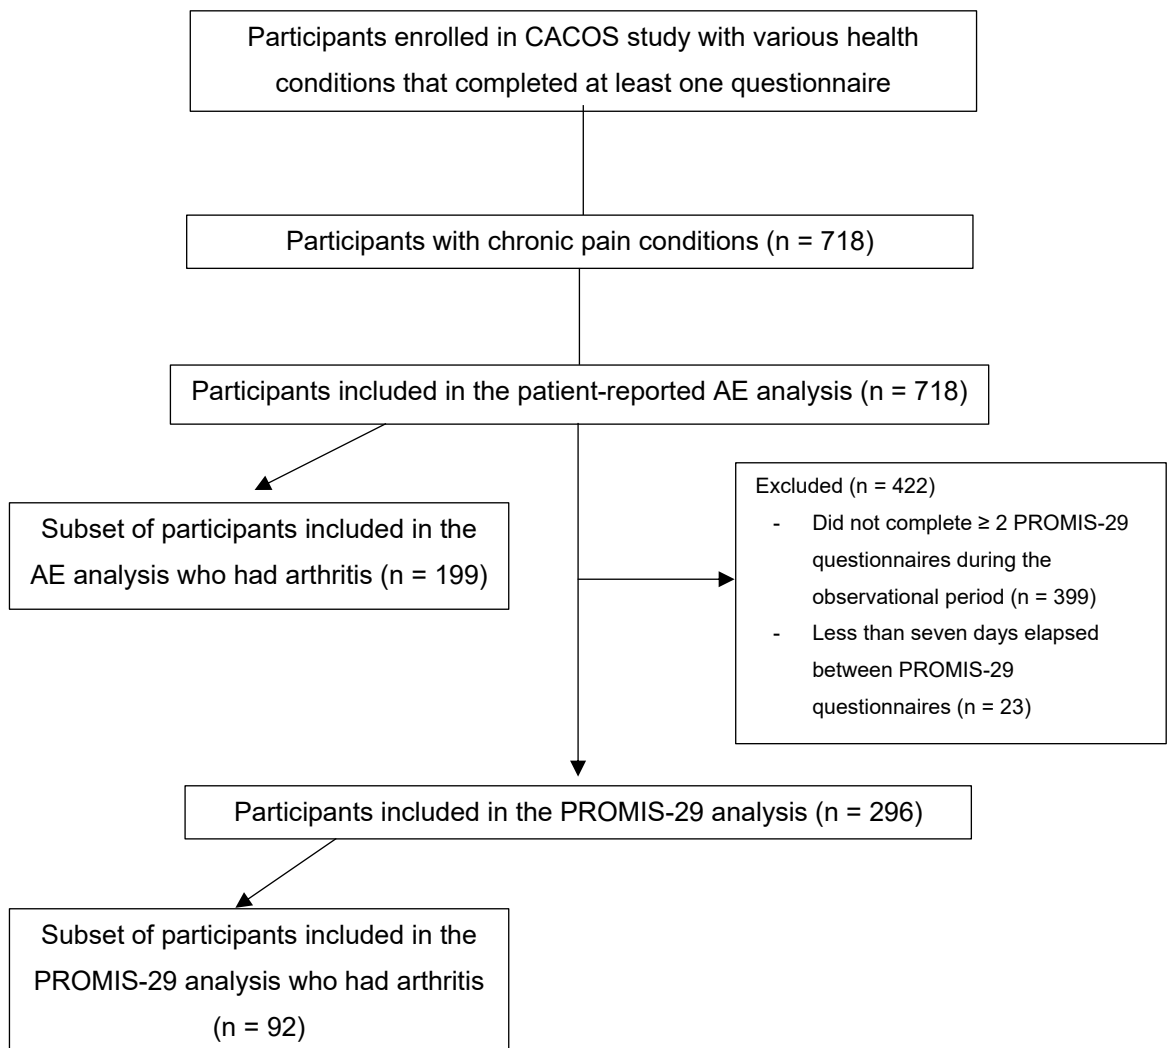 Participants enrolled in CACOS study with various health
conditions that completed at least one questionnaire
Participants with chronic pain conditions (n = 718)
Participants included in the patient-reported AE analysis (n = 718)
Subset of participants included in the
AE analysis who had arthritis (n = 199)
Excluded (n = 422)
- Did not complete ≥ 2 PROMIS-29
questionnaires during the
observational period (n = 399)
- Less than seven days elapsed
between PROMIS-29
questionnaires (n = 23)
Participants included in the PROMIS-29 analysis (n = 296)
Subset of participants included in the
PROMIS-29 analysis who had arthritis
(n = 92)